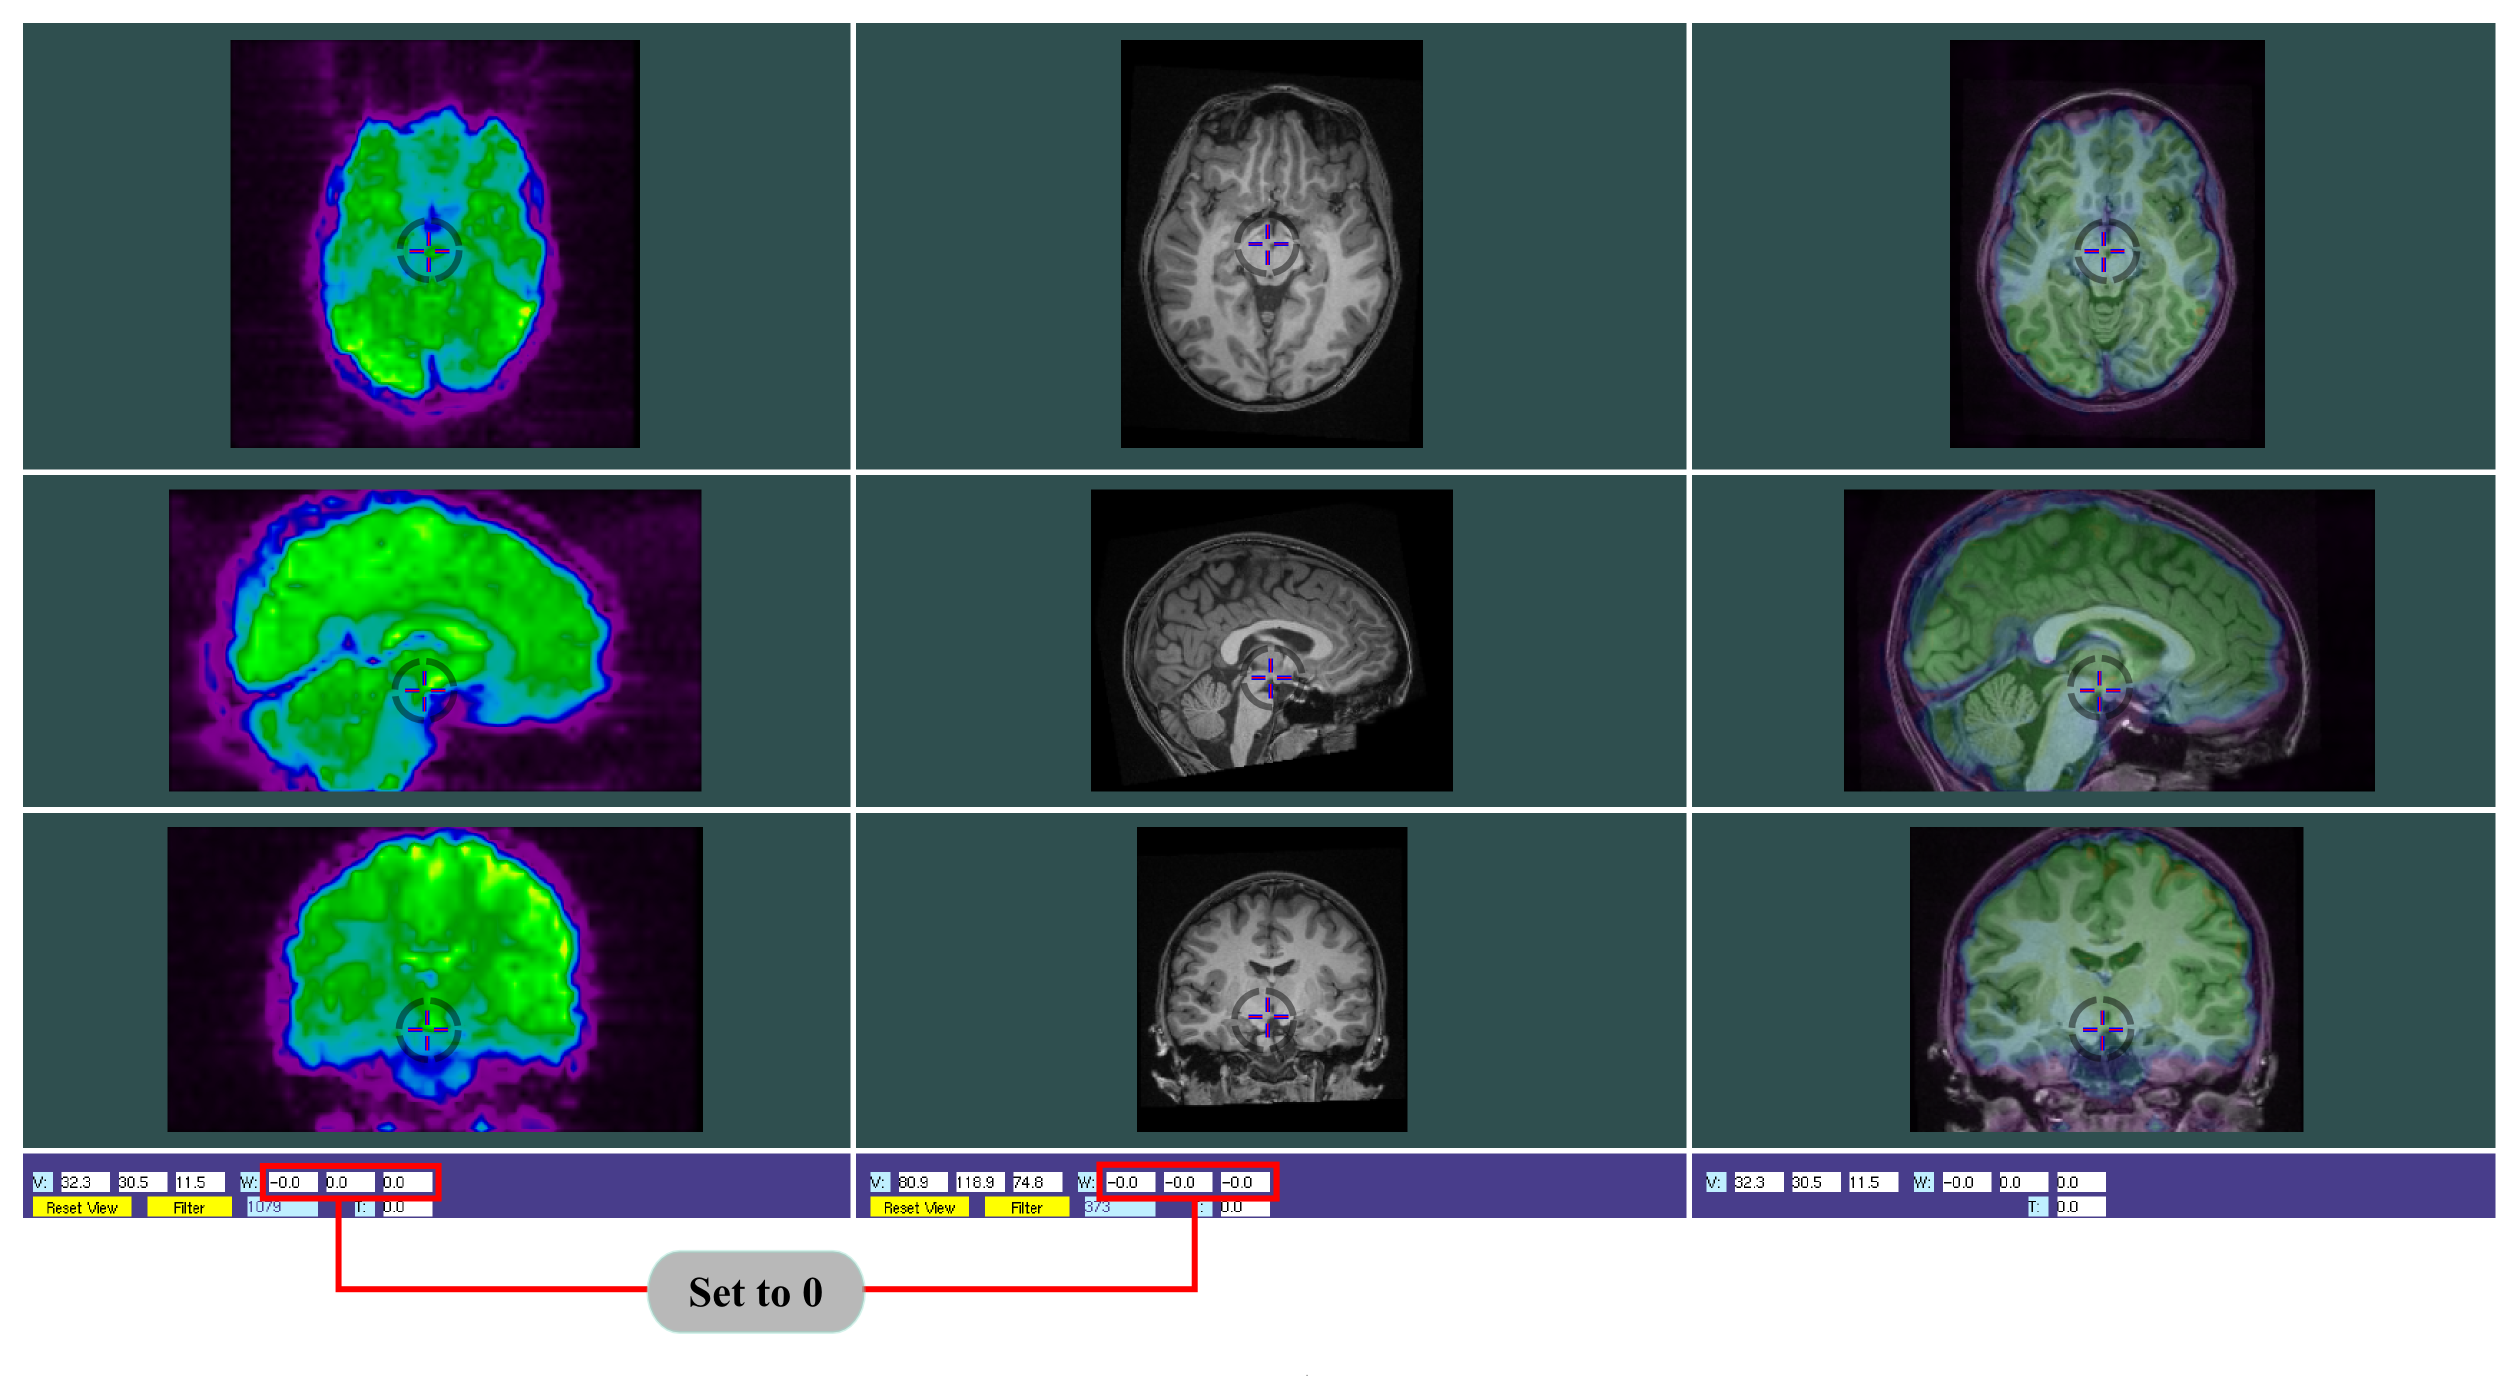 V: 32.3 30.5 11.5 W: −0.0 0.0 0.0
Reset View Filter 1079 T: 0.0
V: 80.9 118.9 74.8 W: −0.0 −0.0 −0.0
Reset View Filter 373 : 0.0
V: 32.3 30.5 11.5 W: −0.0 0.0 0.0
T: 0.0
Set to 0